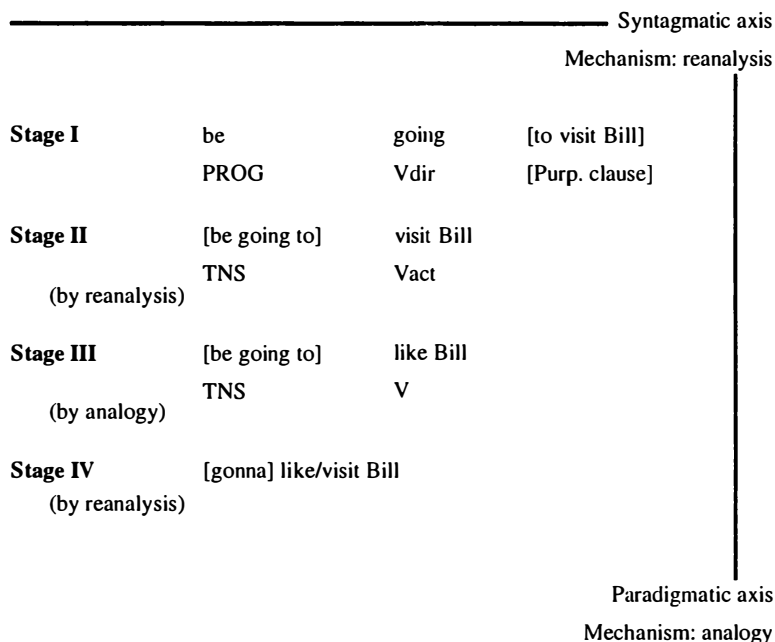 Syntagmatic axis
Mechanism: reanalysis
Stage I be going [to visit Bill]
PROG Vdir [Purp. clause]
Stage II [be going to] visit Bill
TNS Vact
(by reanalysis)
Stage III [be going to] like Bill
TNS V
(by analogy)
Stage IV [gonna] like/visit Bill
(by reanalysis)
Paradigmatic axis
Mechanism: analogy